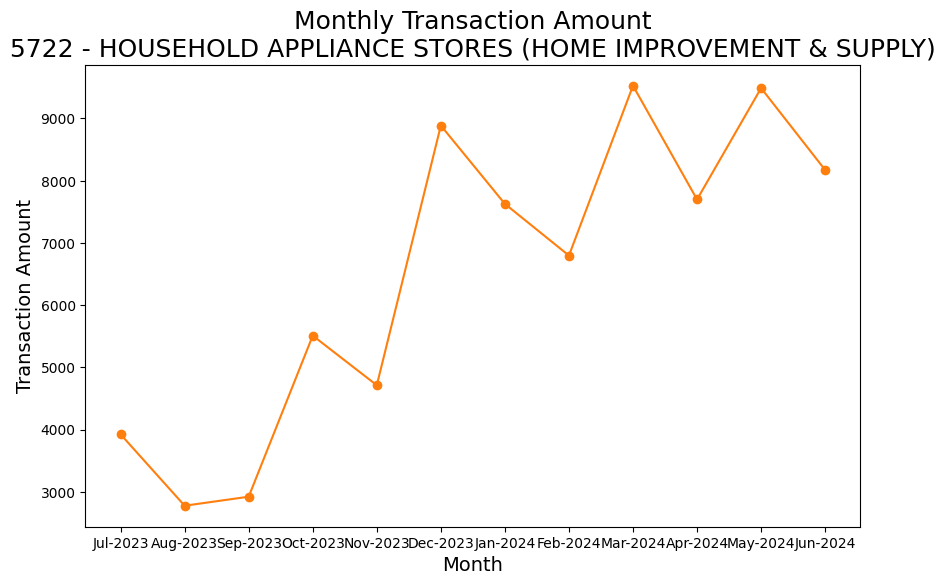 Monthly Transaction Amount
5722 - HOUSEHOLD APPLIANCE STORES (HOME IMPROVEMENT & SUPPLY)
Transaction Amount
9000
8000
7000
6000
5000
4000
3000
Jul-2023 Aug-2023 Sep-2023 Oct-2023 Nov-2023 Dec-2023 Jan-2024 Feb-2024 Mar-2024 Apr-2024 May-2024 Jun-2024
Month